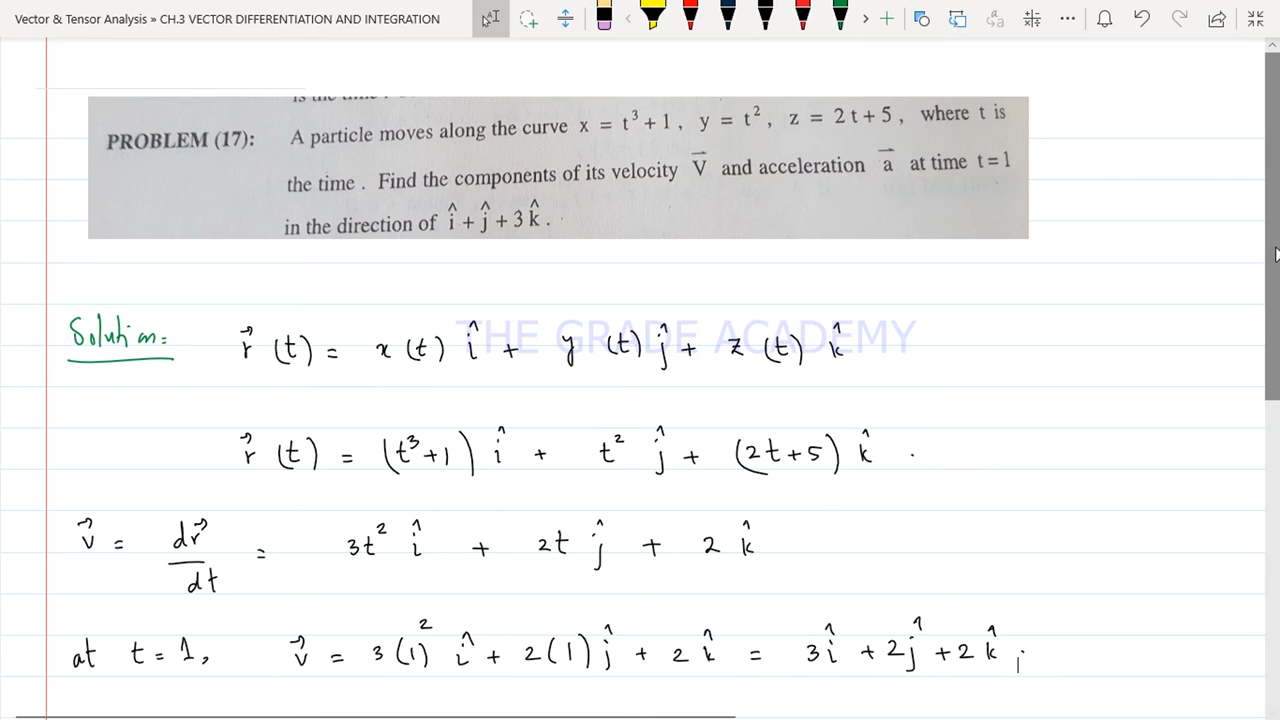 Vector & Tensor Analysis » CH.3 VECTOR DIFFERENTIATION AND INTEGRATION
PROBLEM (17): A particle moves along the curve x = t³ + 1 , y = t² , z = 2 t + 5 , where t is
the time . Find the components of its velocity V⃗ and acceleration a⃗ at time t = 1
in the direction of î + ĵ + 3 k̂ .
THE GRADE ACADEMY
Solution:
r⃗ (t) = x (t) î + y (t) ĵ + z (t) k̂
r⃗ (t) = (t³+1) î + t² ĵ + (2t+5) k̂ .
v⃗ = dr⃗/dt = 3t² î + 2t ĵ + 2 k̂
at t = 1, v⃗ = 3(1)² î + 2(1) ĵ + 2 k̂ = 3î + 2ĵ + 2k̂